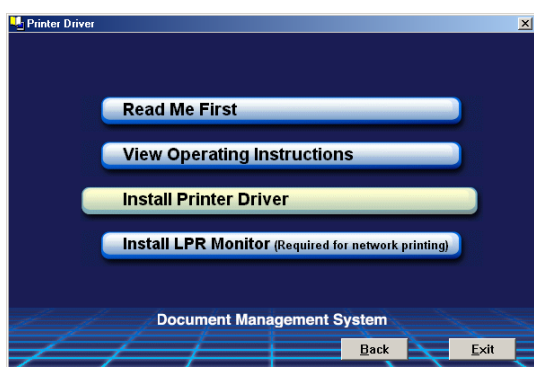 Printer Driver
Read Me First
View Operating Instructions
Install Printer Driver
Install LPR Monitor (Required for network printing)
Document Management System
Back Exit